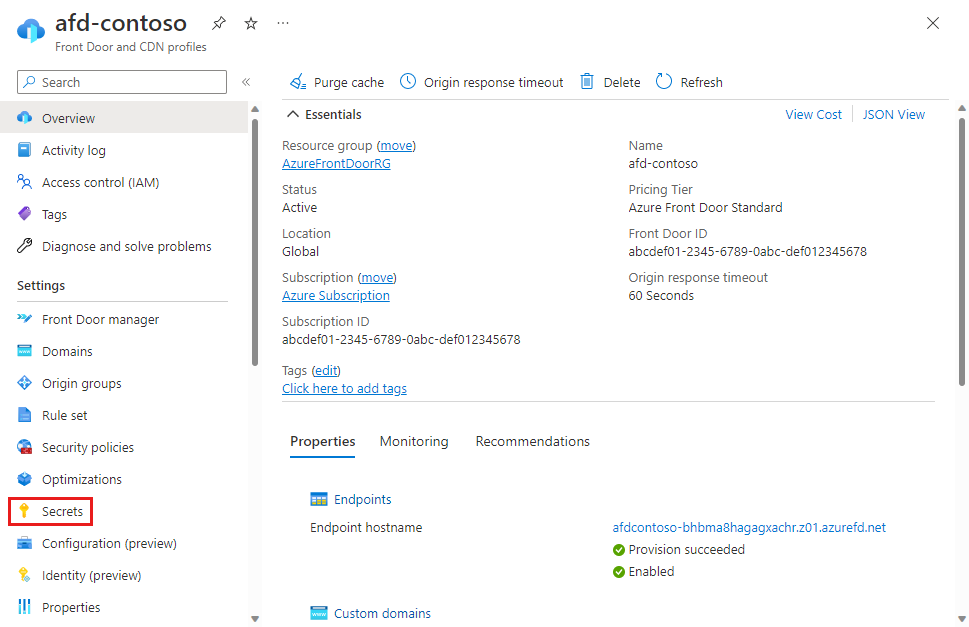 afd-contoso
Front Door and CDN profiles
Search
Overview
Activity log
Access control (IAM)
Tags
Diagnose and solve problems
Settings
Front Door manager
Domains
Origin groups
Rule set
Security policies
Optimizations
Secrets
Configuration (preview)
Identity (preview)
Properties
Purge cache
Origin response timeout
Delete
Refresh
Essentials
View Cost
JSON View
Resource group (move)
AzureFrontDoorRG
Status
Active
Location
Global
Subscription (move)
Azure Subscription
Subscription ID
abcdef01-2345-6789-0abc-def012345678
Tags (edit)
Click here to add tags
Name
afd-contoso
Pricing Tier
Azure Front Door Standard
Front Door ID
abcdef01-2345-6789-0abc-def012345678
Origin response timeout
60 Seconds
Properties
Monitoring
Recommendations
Endpoints
Endpoint hostname
afdcontoso-bhbma8hagagxachr.z01.azurefd.net
Provision succeeded
Enabled
Custom domains